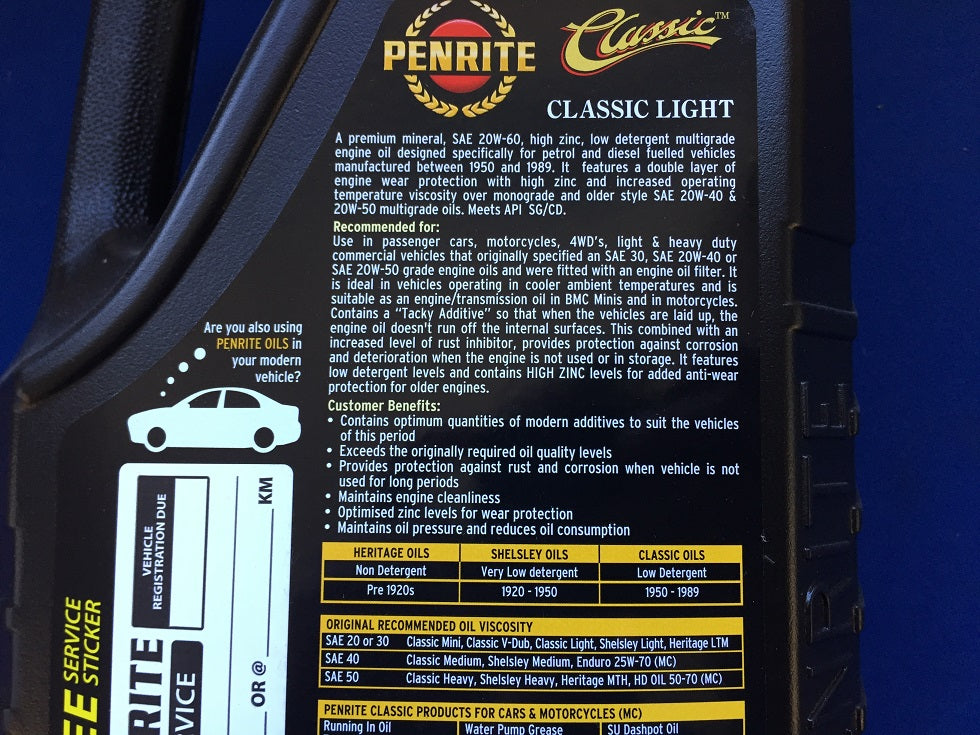 PENRITE
Classic™
CLASSIC LIGHT
A premium mineral, SAE 20W-60, high zinc, low detergent multigrade
engine oil designed specifically for petrol and diesel fuelled vehicles
manufactured between 1950 and 1989. It features a double layer of
engine wear protection with high zinc and increased operating
temperature viscosity over monograde and older style SAE 20W-40 &
20W-50 multigrade oils. Meets API SG/CD.
Recommended for:
Use in passenger cars, motorcycles, 4WD's, light & heavy duty
commercial vehicles that originally specified an SAE 30, SAE 20W-40 or
SAE 20W-50 grade engine oils and were fitted with an engine oil filter. It
is ideal in vehicles operating in cooler ambient temperatures and is
suitable as an engine/transmission oil in BMC Minis and in motorcycles.
Contains a “Tacky Additive” so that when the vehicles are laid up, the
engine oil doesn't run off the internal surfaces. This combined with an
increased level of rust inhibitor, provides protection against corrosion
and deterioration when the engine is not used or in storage. It features
low detergent levels and contains HIGH ZINC levels for added anti-wear
protection for older engines.
Customer Benefits:
• Contains optimum quantities of modern additives to suit the vehicles
of this period
• Exceeds the originally required oil quality levels
• Provides protection against rust and corrosion when vehicle is not
used for long periods
• Maintains engine cleanliness
• Optimised zinc levels for wear protection
• Maintains oil pressure and reduces oil consumption
HERITAGE OILS SHELSLEY OILS CLASSIC OILS
Non Detergent Very Low detergent Low Detergent
Pre 1920s 1920 - 1950 1950 - 1989
ORIGINAL RECOMMENDED OIL VISCOSITY
SAE 20 or 30 Classic Mini, Classic V-Dub, Classic Light, Shelsley Light, Heritage LTM
SAE 40 Classic Medium, Shelsley Medium, Enduro 25W-70 (MC)
SAE 50 Classic Heavy, Shelsley Heavy, Heritage MTH, HD OIL 50-70 (MC)
PENRITE CLASSIC PRODUCTS FOR CARS & MOTORCYCLES (MC)
Running In Oil Water Pump Grease SU Dashpot Oil
Are you also using
PENRITE OILS in
your modern
vehicle?
EE SERVICE
STICKER
RITE
VICE
VEHICLE
REGISTRATION DUE
OR @ KM
PENRITE